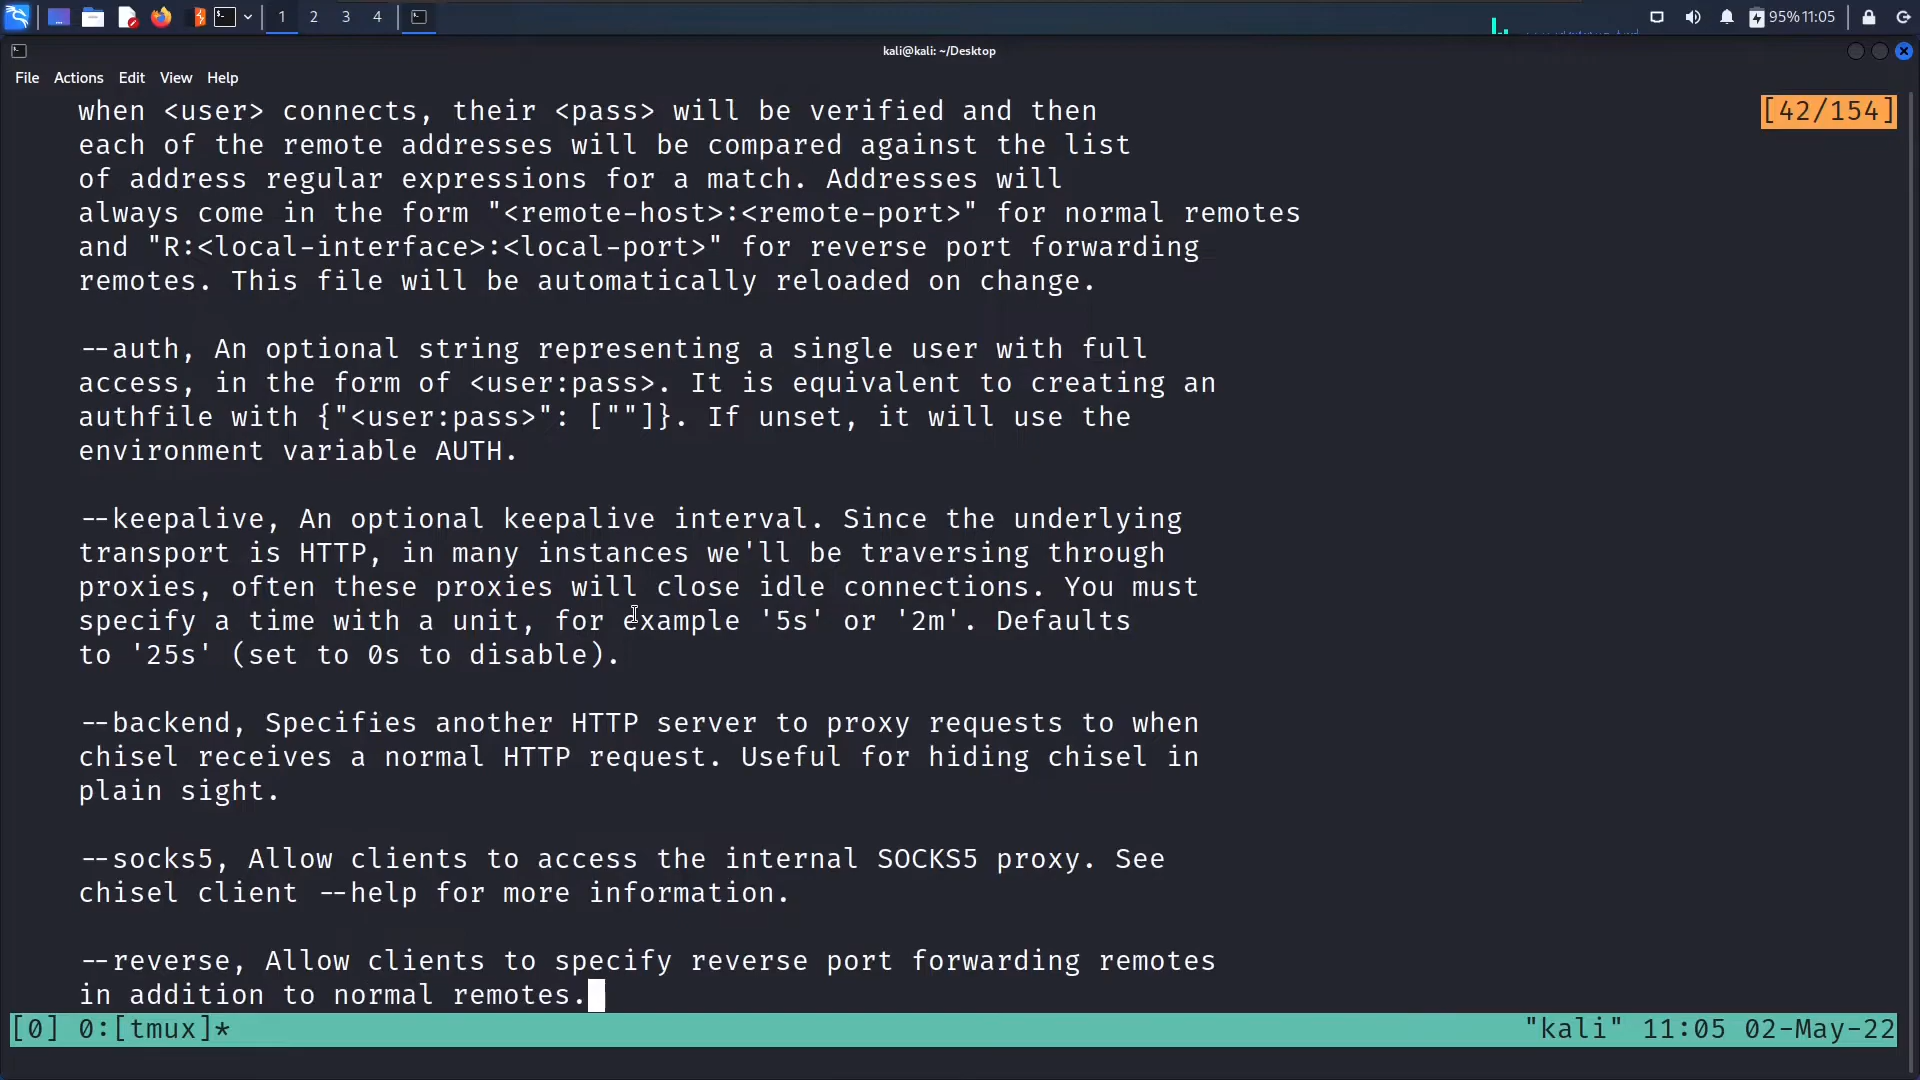 1 2 3 4
95% 11:05
kali@kali: ~/Desktop
File Actions Edit View Help
when <user> connects, their <pass> will be verified and then
[42/154]
each of the remote addresses will be compared against the list
of address regular expressions for a match. Addresses will
always come in the form "<remote-host>:<remote-port>" for normal remotes
and "R:<local-interface>:<local-port>" for reverse port forwarding
remotes. This file will be automatically reloaded on change.
--auth, An optional string representing a single user with full
access, in the form of <user:pass>. It is equivalent to creating an
authfile with {"<user:pass>": [""]}. If unset, it will use the
environment variable AUTH.
--keepalive, An optional keepalive interval. Since the underlying
transport is HTTP, in many instances we'll be traversing through
proxies, often these proxies will close idle connections. You must
specify a time with a unit, for example '5s' or '2m'. Defaults
to '25s' (set to 0s to disable).
--backend, Specifies another HTTP server to proxy requests to when
chisel receives a normal HTTP request. Useful for hiding chisel in
plain sight.
--socks5, Allow clients to access the internal SOCKS5 proxy. See
chisel client --help for more information.
--reverse, Allow clients to specify reverse port forwarding remotes
in addition to normal remotes.
[0] 0:[tmux]*
"kali" 11:05 02-May-22